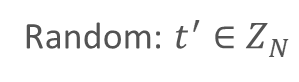 Random: t′ ∈ Z_N